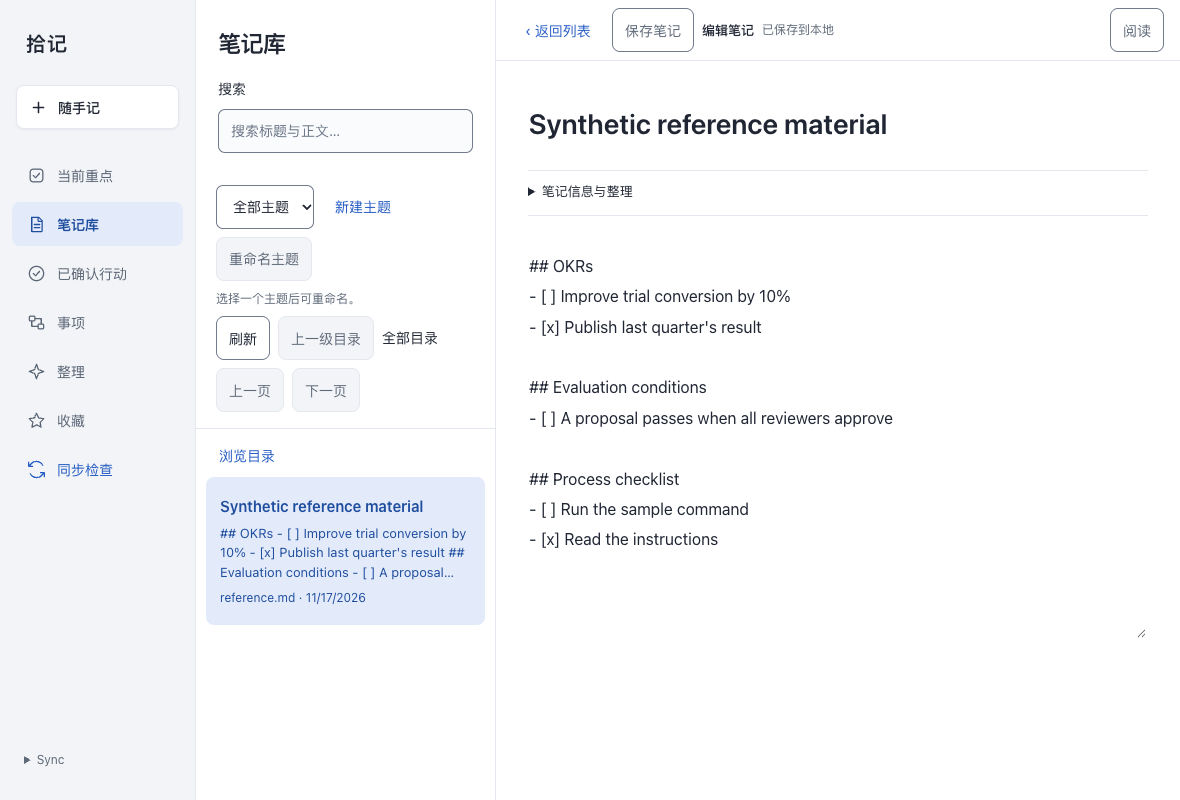 拾记
随手记
当前重点
笔记库
已确认行动
事项
整理
收藏
同步检查
Sync
笔记库
搜索
搜索标题与正文...
全部主题
新建主题
重命名主题
选择一个主题后可重命名。
刷新
上一级目录
全部目录
上一页
下一页
浏览目录
Synthetic reference material
## OKRs - [ ] Improve trial conversion by
10% - [x] Publish last quarter's result ##
Evaluation conditions - [ ] A proposal...
reference.md · 11/17/2026
‹ 返回列表
保存笔记
编辑笔记
已保存到本地
阅读
Synthetic reference material
笔记信息与整理
## OKRs
- [ ] Improve trial conversion by 10%
- [x] Publish last quarter's result
## Evaluation conditions
- [ ] A proposal passes when all reviewers approve
## Process checklist
- [ ] Run the sample command
- [x] Read the instructions